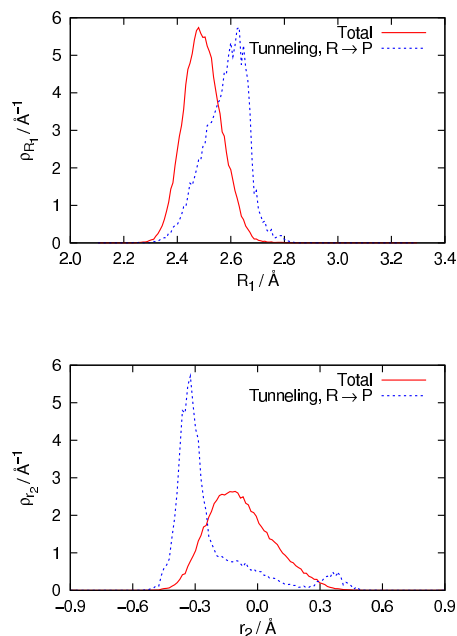 Total
Tunneling, R → P
6
5
4
3
2
1
0
ρR1 / Å-1
2.0 2.2 2.4 2.6 2.8 3.0 3.2 3.4
R1 / Å
Total
Tunneling, R → P
6
5
4
3
2
1
0
ρr2 / Å-1
−0.9 −0.6 −0.3 0.0 0.3 0.6 0.9
r2 / Å